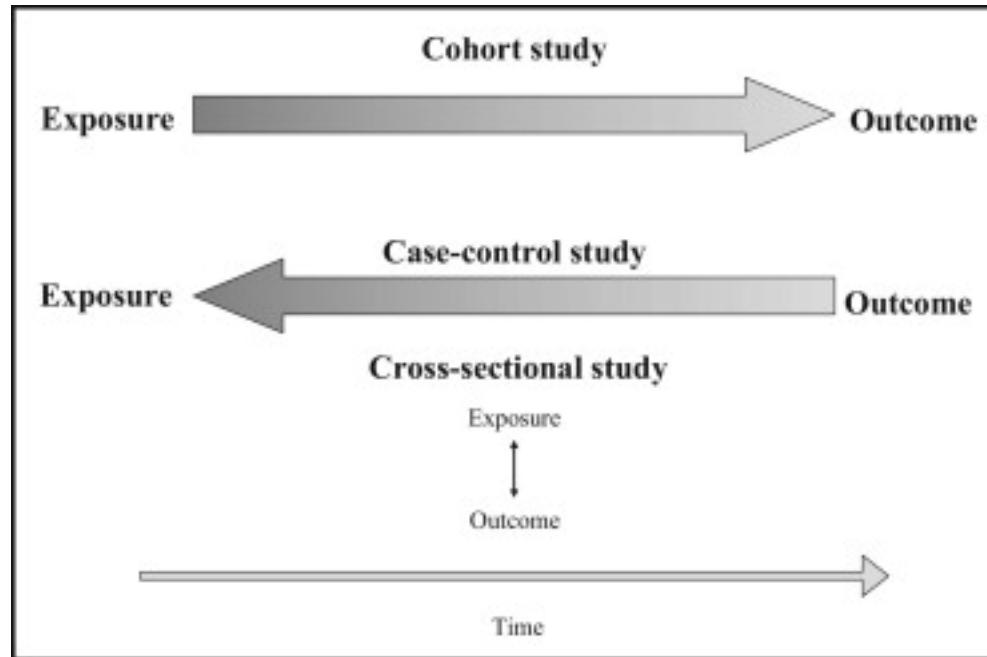 Cohort study
Exposure
Outcome
Case-control study
Exposure
Outcome
Cross-sectional study
Exposure
Outcome
Time